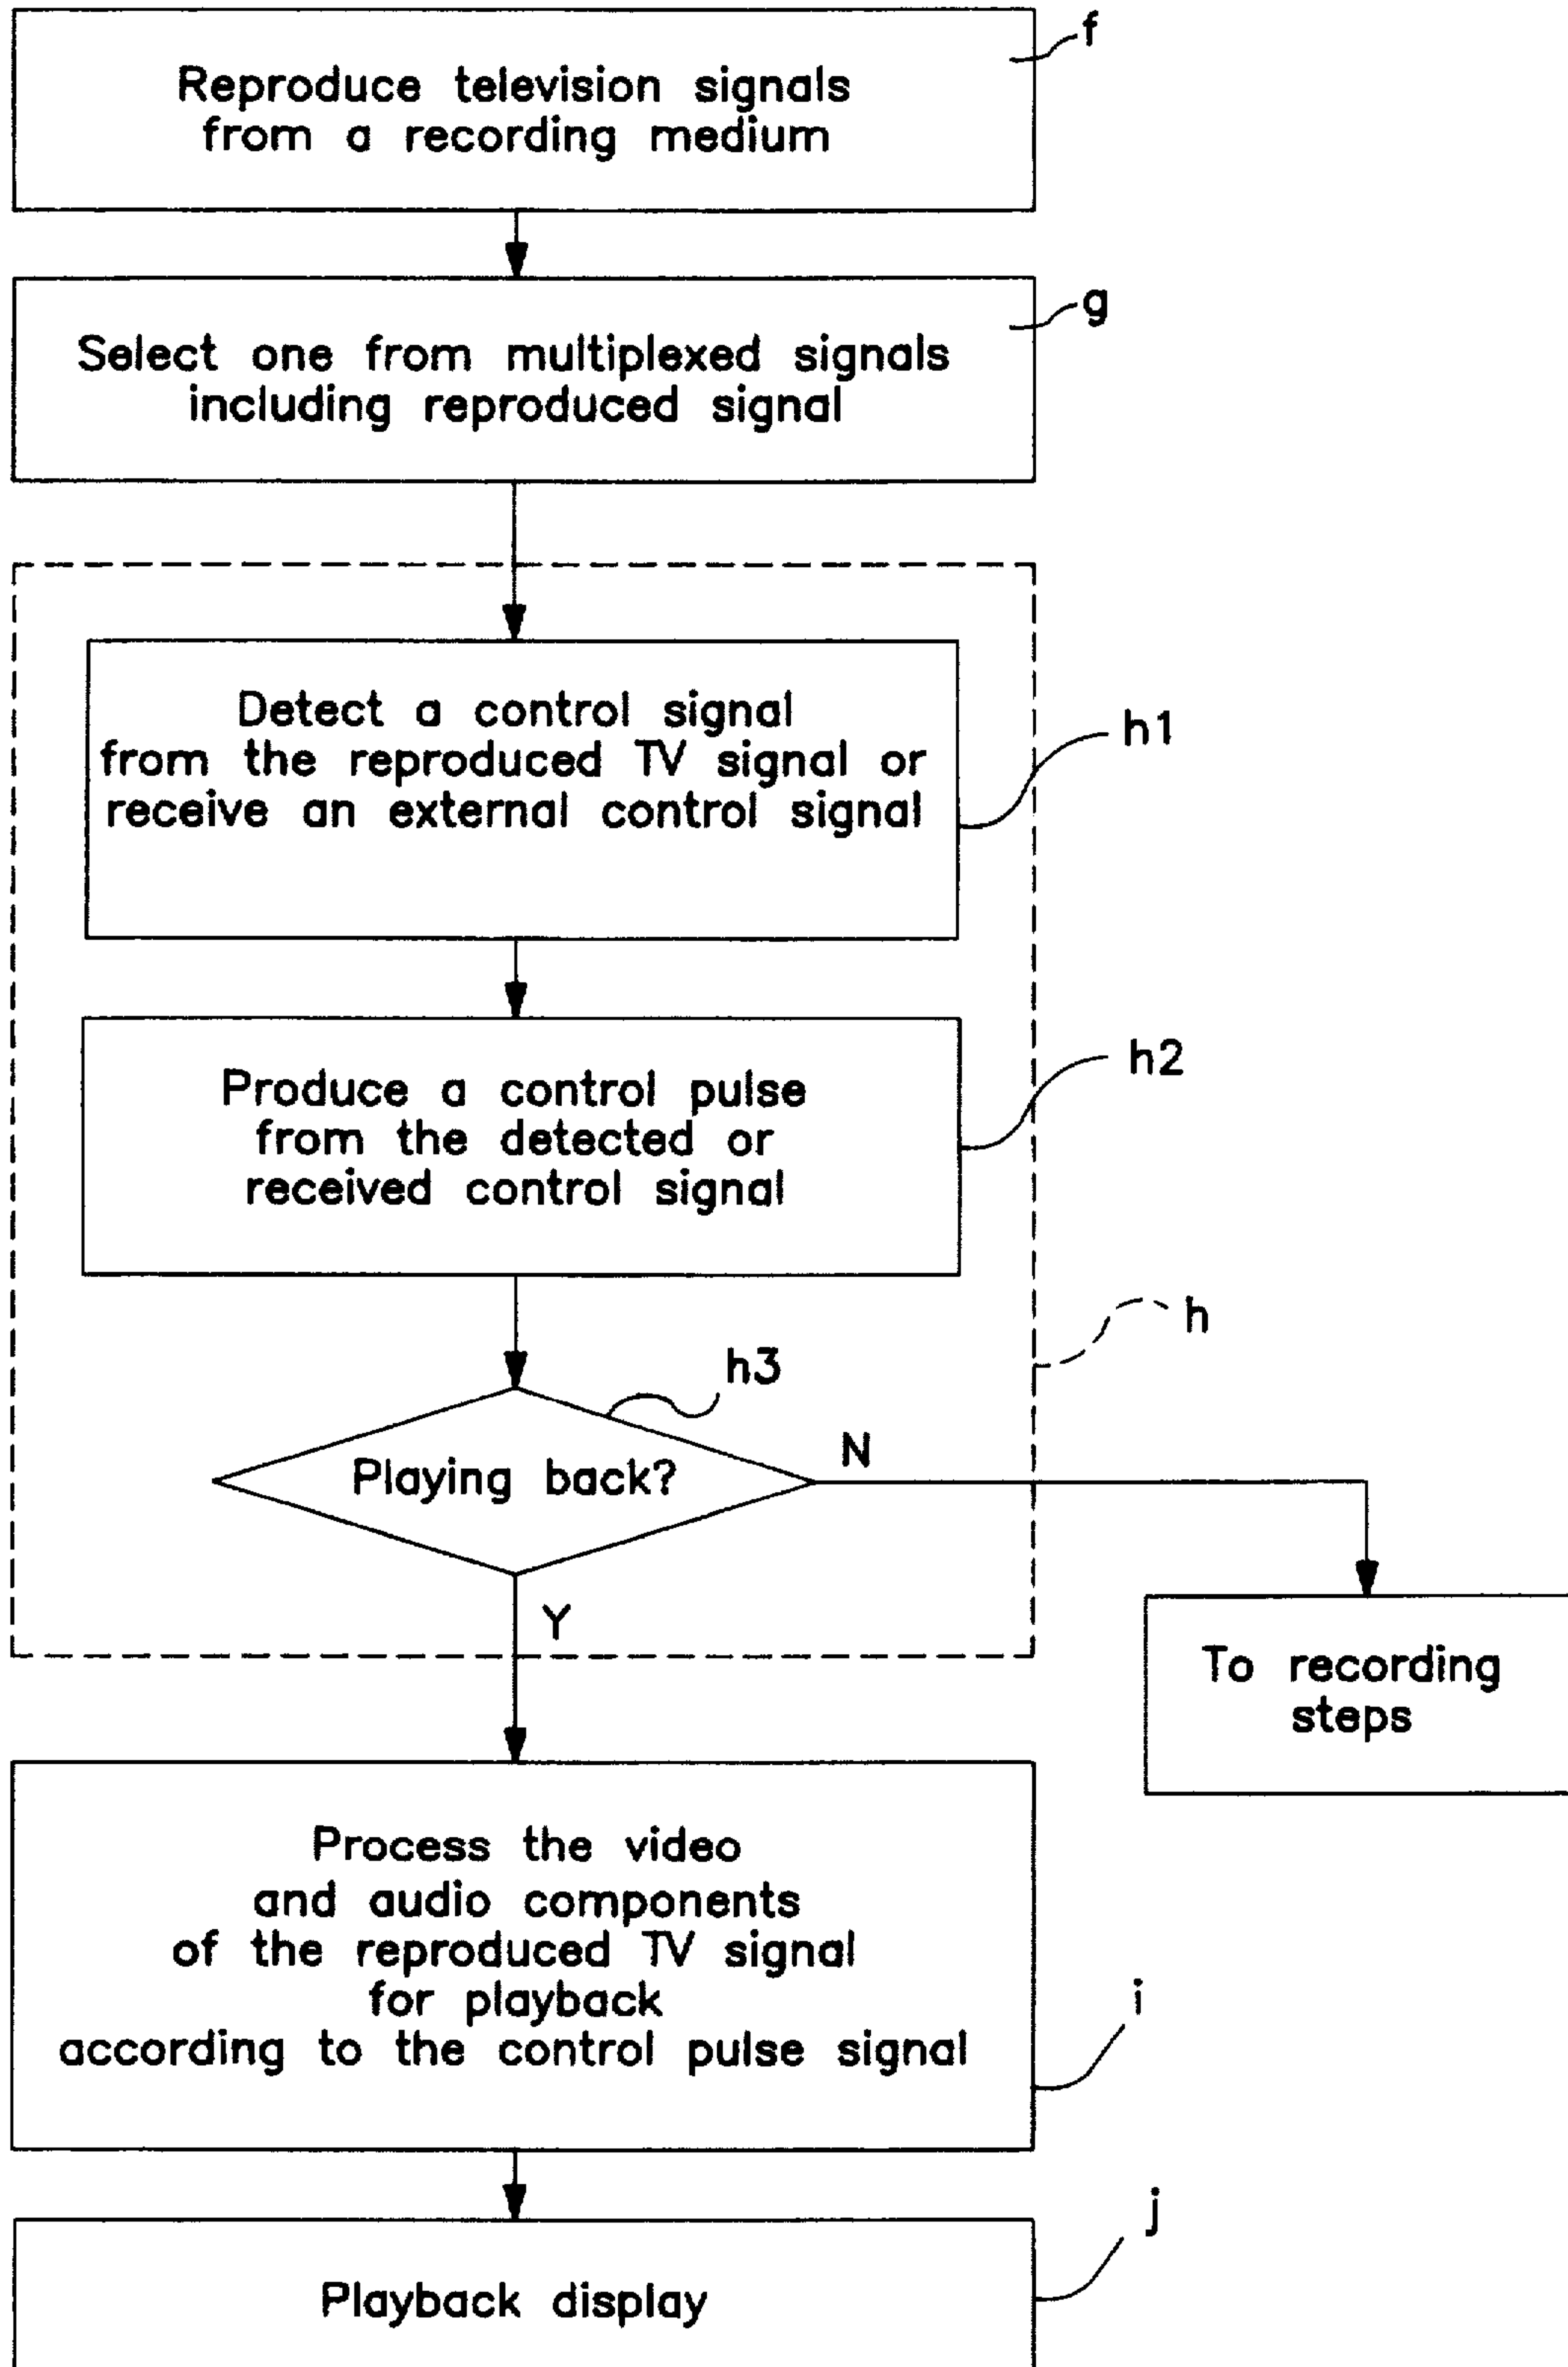 f
Reproduce television signals
from a recording medium
g
Select one from multiplexed signals
including reproduced signal
Detect a control signal
from the reproduced TV signal or
receive an external control signal
h1
Produce a control pulse
from the detected or
received control signal
h2
h
h3
Playing back?
N
Y
To recording
steps
Process the video
and audio components
of the reproduced TV signal
for playback
according to the control pulse signal
i
j
Playback display